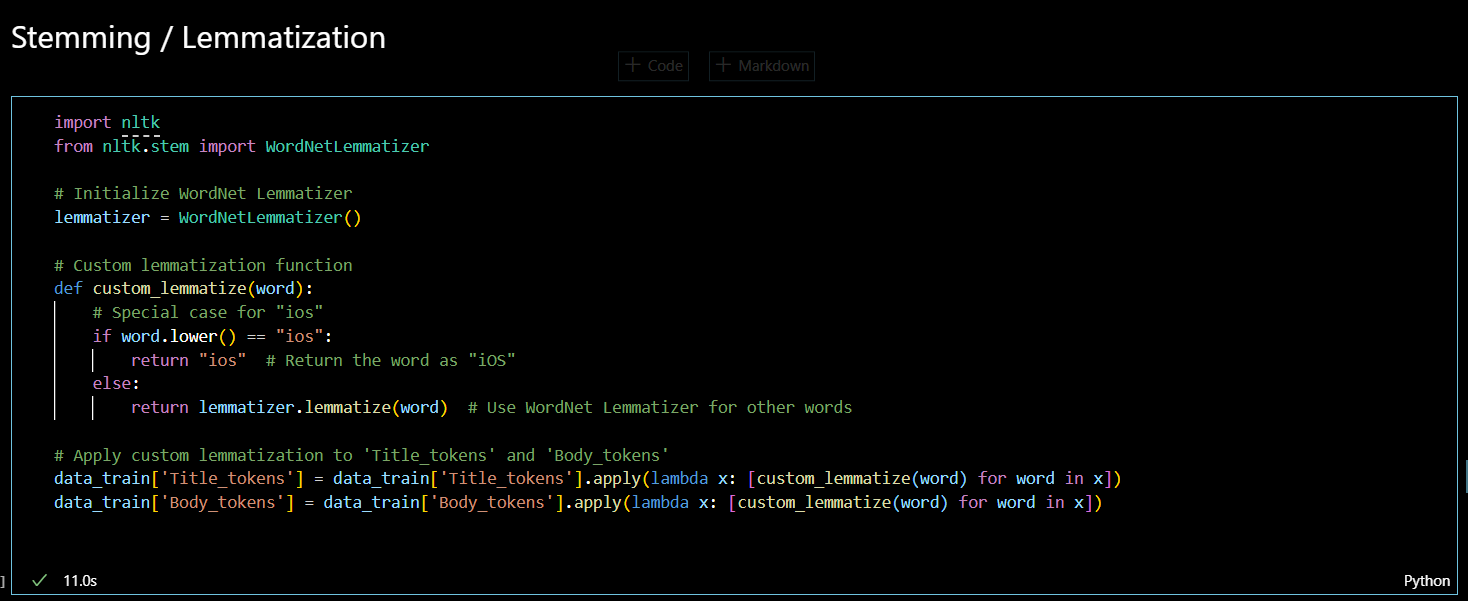 Stemming / Lemmatization
+ Code + Markdown
import nltk
from nltk.stem import WordNetLemmatizer
# Initialize WordNet Lemmatizer
lemmatizer = WordNetLemmatizer()
# Custom lemmatization function
def custom_lemmatize(word):
    # Special case for "ios"
    if word.lower() == "ios":
        return "ios"  # Return the word as "iOS"
    else:
        return lemmatizer.lemmatize(word)  # Use WordNet Lemmatizer for other words
# Apply custom lemmatization to 'Title_tokens' and 'Body_tokens'
data_train['Title_tokens'] = data_train['Title_tokens'].apply(lambda x: [custom_lemmatize(word) for word in x])
data_train['Body_tokens'] = data_train['Body_tokens'].apply(lambda x: [custom_lemmatize(word) for word in x])
] ✓ 11.0s Python